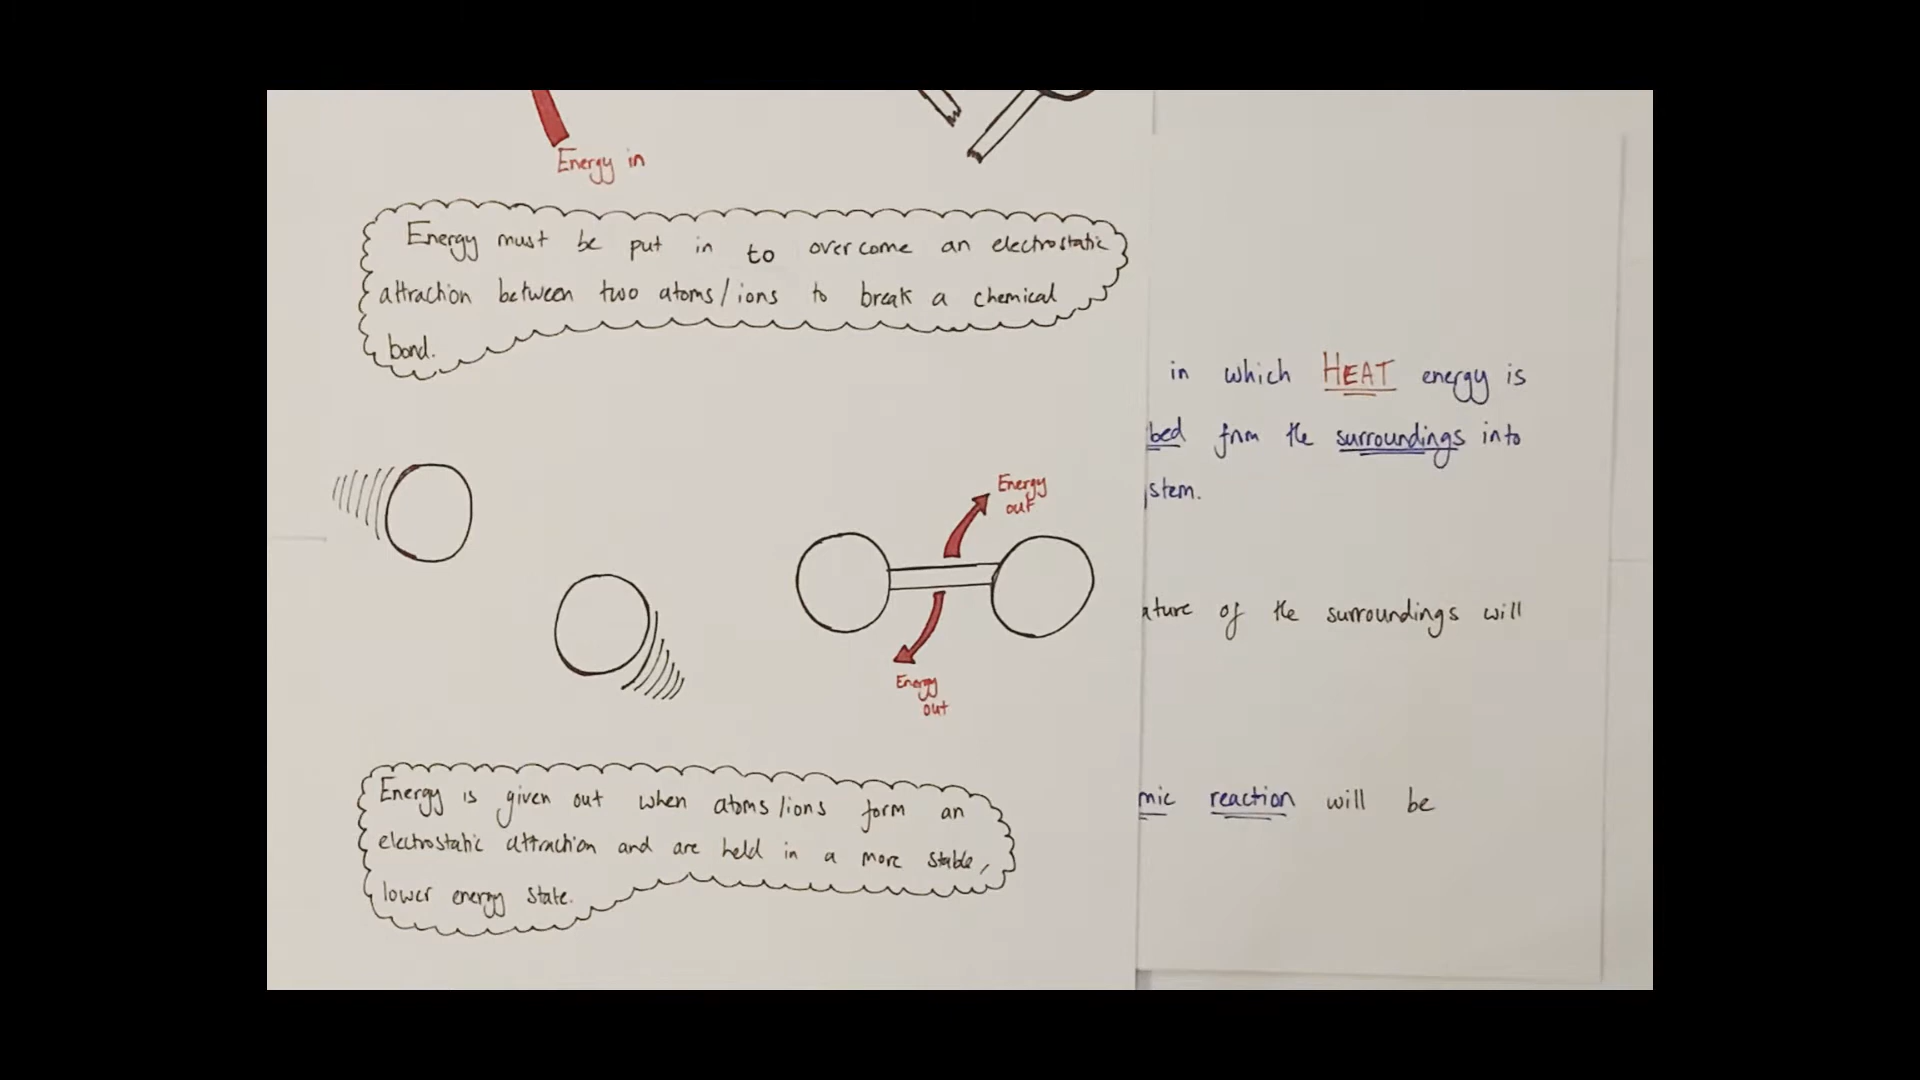 Energy in
Energy must be put in to overcome an electrostatic
attraction between two atoms/ions to break a chemical
bond.
Energy
out
Energy
out
Energy is given out when atoms/ions form an
electrostatic attraction and are held in a more stable,
lower energy state.
in which HEAT energy is
bed from the surroundings into
stem.
ature of the surroundings will
mic reaction will be